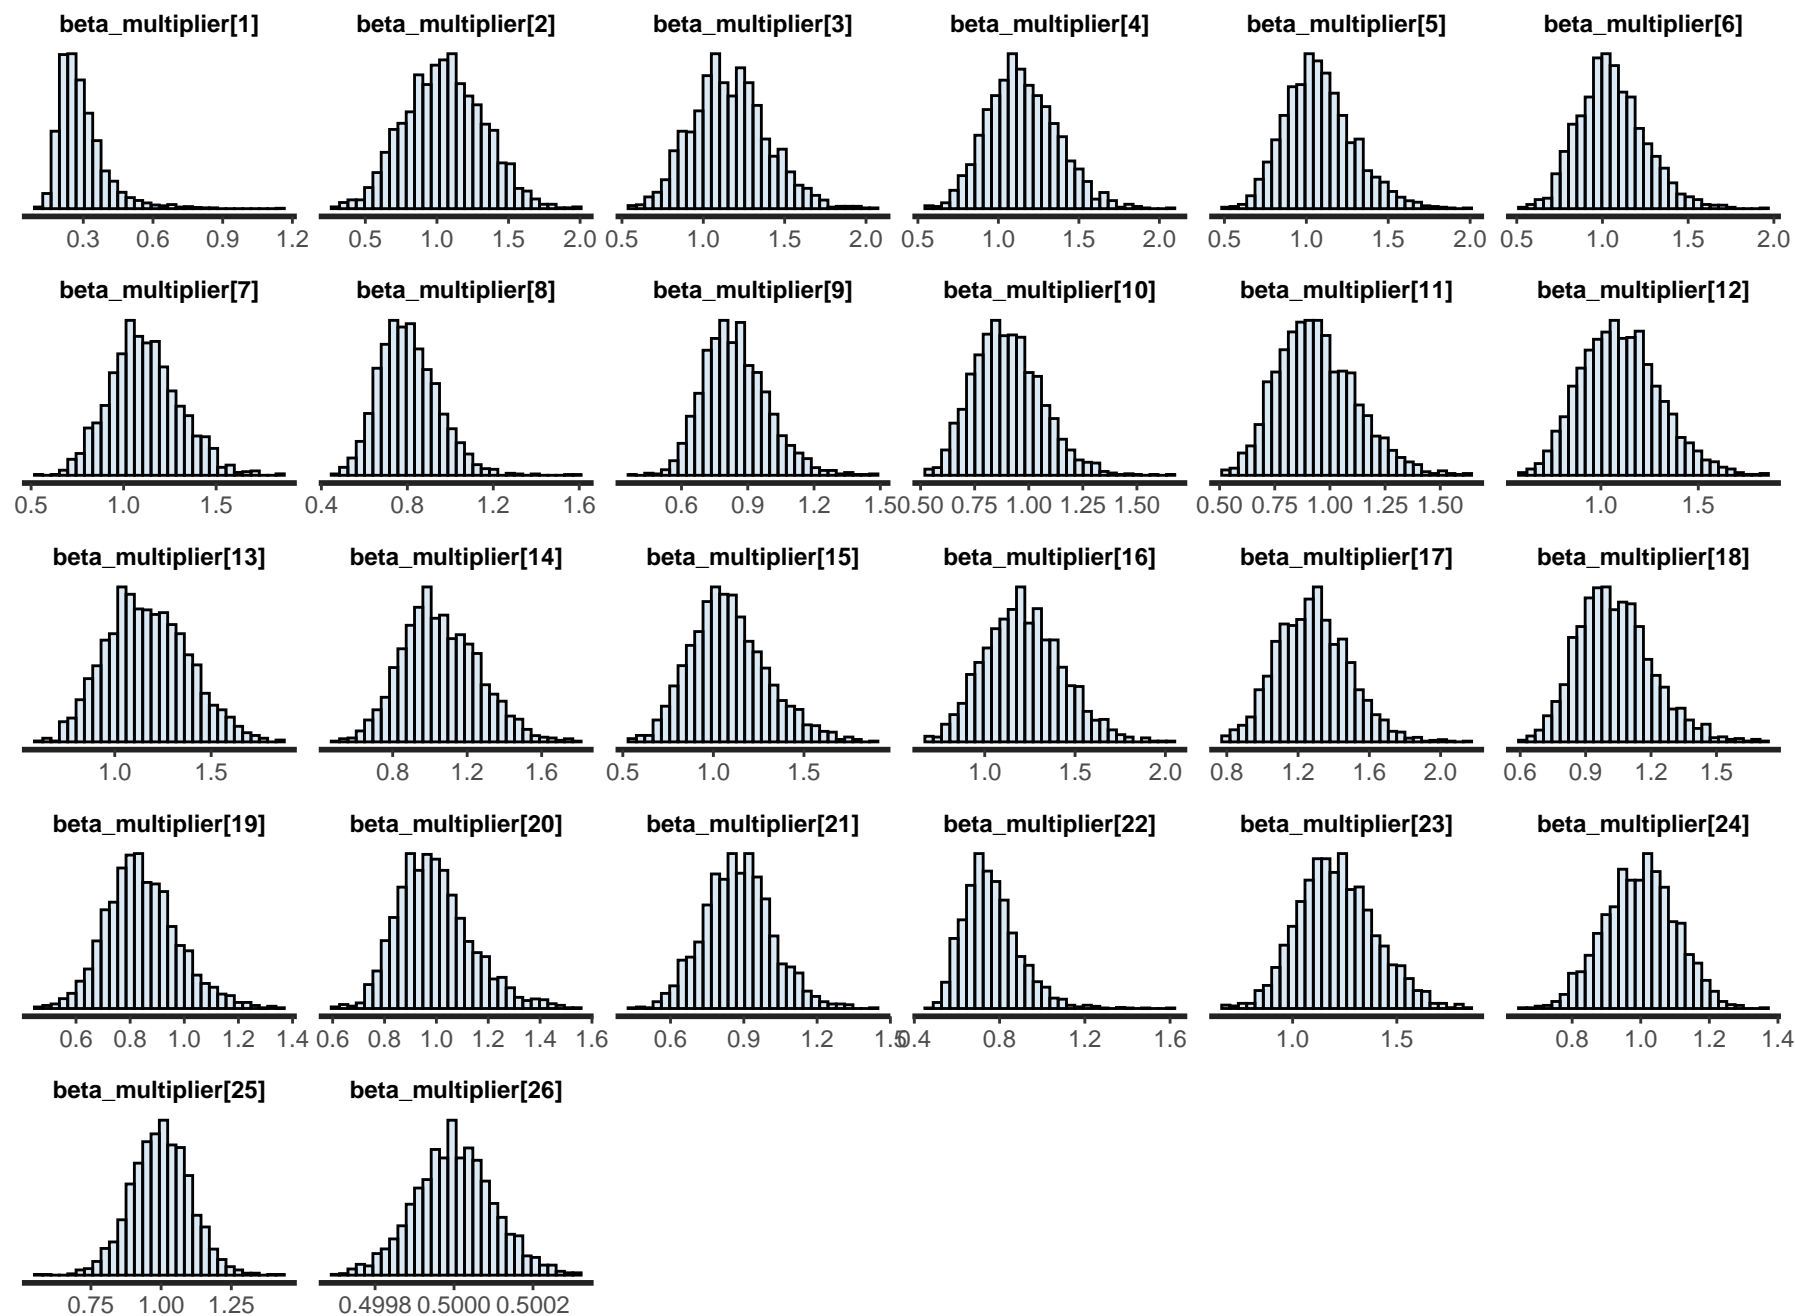 beta_multiplier[1] beta_multiplier[2] beta_multiplier[3] beta_multiplier[4] beta_multiplier[5] beta_multiplier[6]
0.3 0.6 0.9 1.2 0.5 1.0 1.5 2.0 0.5 1.0 1.5 2.0 0.5 1.0 1.5 2.0 0.5 1.0 1.5 2.0 0.5 1.0 1.5 2.0
beta_multiplier[7] beta_multiplier[8] beta_multiplier[9] beta_multiplier[10] beta_multiplier[11] beta_multiplier[12]
0.5 1.0 1.5 0.4 0.8 1.2 1.6 0.6 0.9 1.2 1.5 0.50 0.75 1.00 1.25 1.50 0.50 0.75 1.00 1.25 1.50 1.0 1.5
beta_multiplier[13] beta_multiplier[14] beta_multiplier[15] beta_multiplier[16] beta_multiplier[17] beta_multiplier[18]
1.0 1.5 0.8 1.2 1.6 0.5 1.0 1.5 1.0 1.5 2.0 0.8 1.2 1.6 2.0 0.6 0.9 1.2 1.5
beta_multiplier[19] beta_multiplier[20] beta_multiplier[21] beta_multiplier[22] beta_multiplier[23] beta_multiplier[24]
0.6 0.8 1.0 1.2 1.4 0.6 0.8 1.0 1.2 1.4 1.6 0.6 0.9 1.2 1.5 0.4 0.8 1.2 1.6 1.0 1.5 0.8 1.0 1.2 1.4
beta_multiplier[25] beta_multiplier[26]
0.75 1.00 1.25 0.4998 0.5000 0.5002